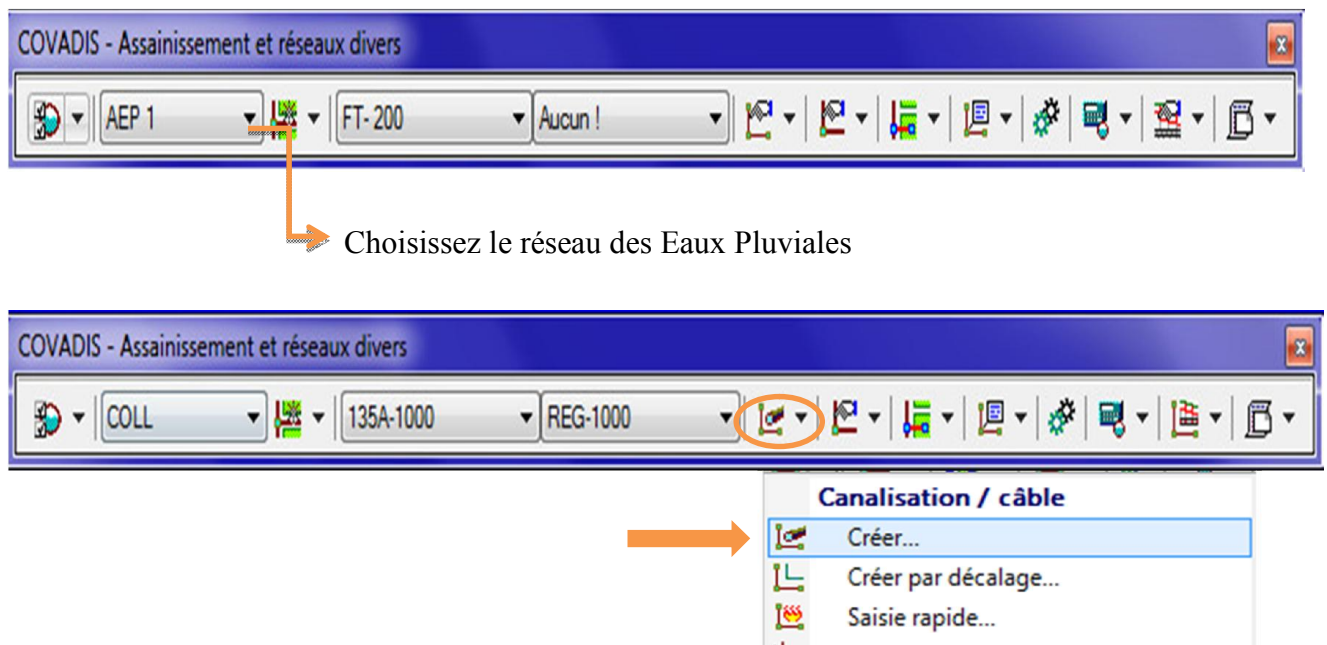 COVADIS - Assainissement et réseaux divers
AEP 1 FT- 200 Aucun !
Choisissez le réseau des Eaux Pluviales
COVADIS - Assainissement et réseaux divers
COLL 135A-1000 REG-1000
Canalisation / câble
Créer...
Créer par décalage...
Saisie rapide...